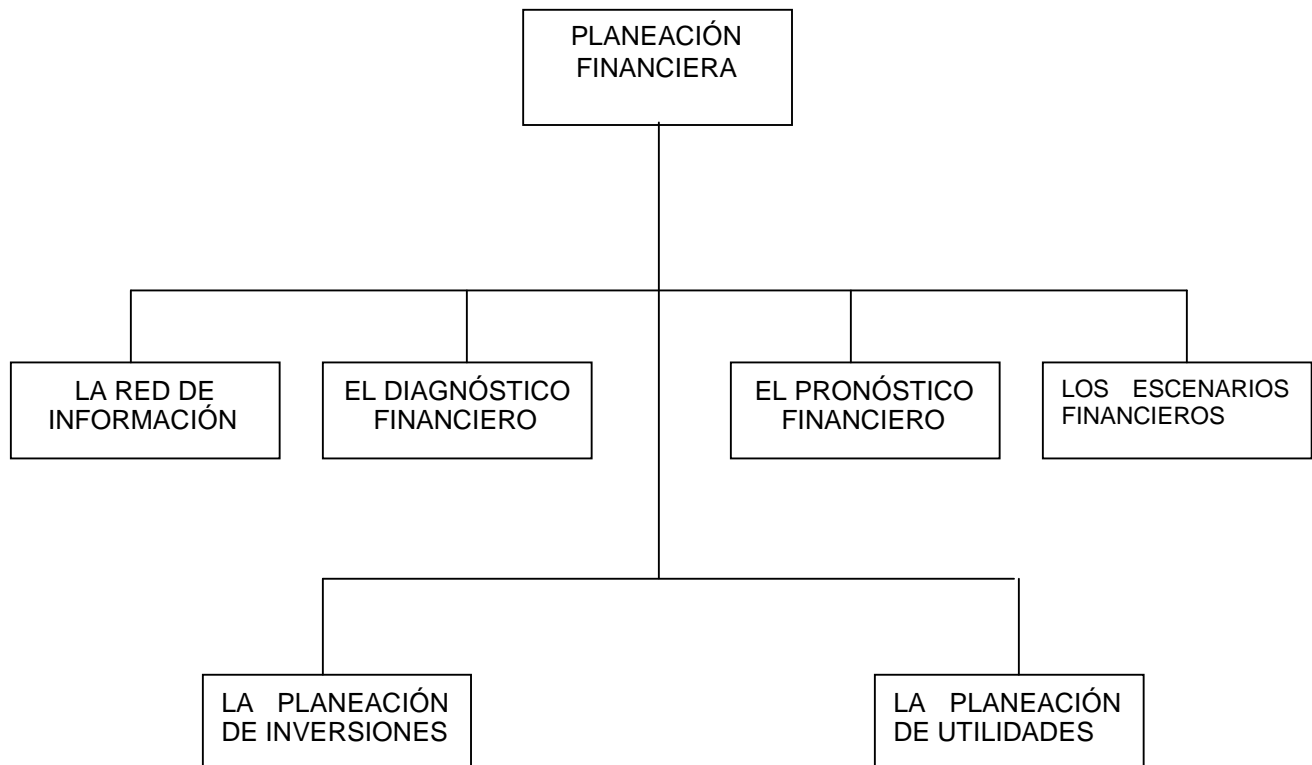 PLANEACIÓN
FINANCIERA
LA RED DE
INFORMACIÓN
EL DIAGNÓSTICO
FINANCIERO
EL PRONÓSTICO
FINANCIERO
LOS ESCENARIOS
FINANCIEROS
LA PLANEACIÓN
DE INVERSIONES
LA PLANEACIÓN
DE UTILIDADES